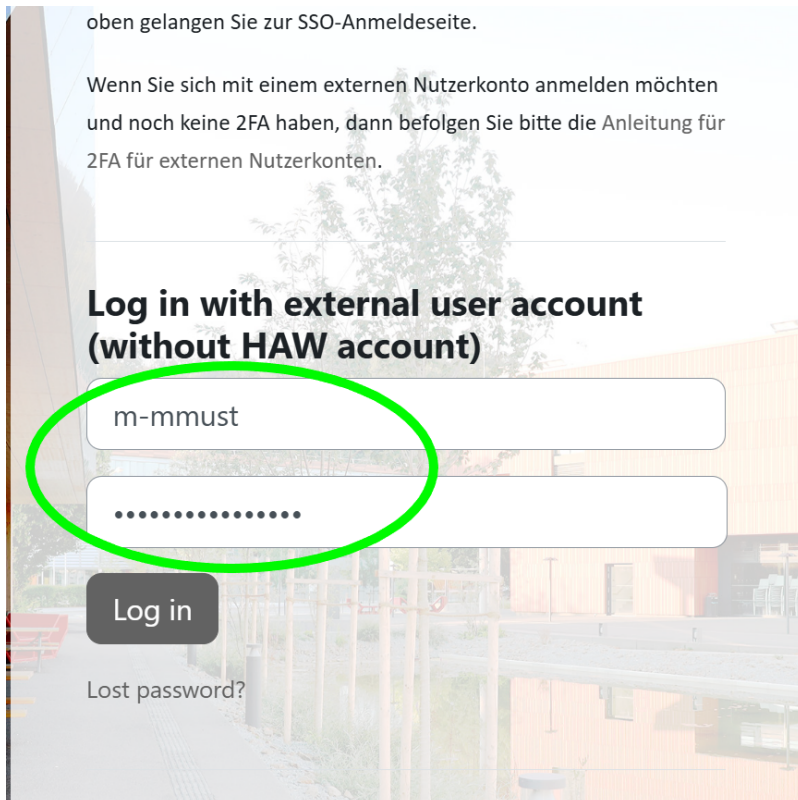 oben gelangen Sie zur SSO-Anmeldeseite.
Wenn Sie sich mit einem externen Nutzerkonto anmelden möchten
und noch keine 2FA haben, dann befolgen Sie bitte die Anleitung für
2FA für externen Nutzerkonten.
Log in with external user account
(without HAW account)
m-mmust
••••••••••••••••
Log in
Lost password?